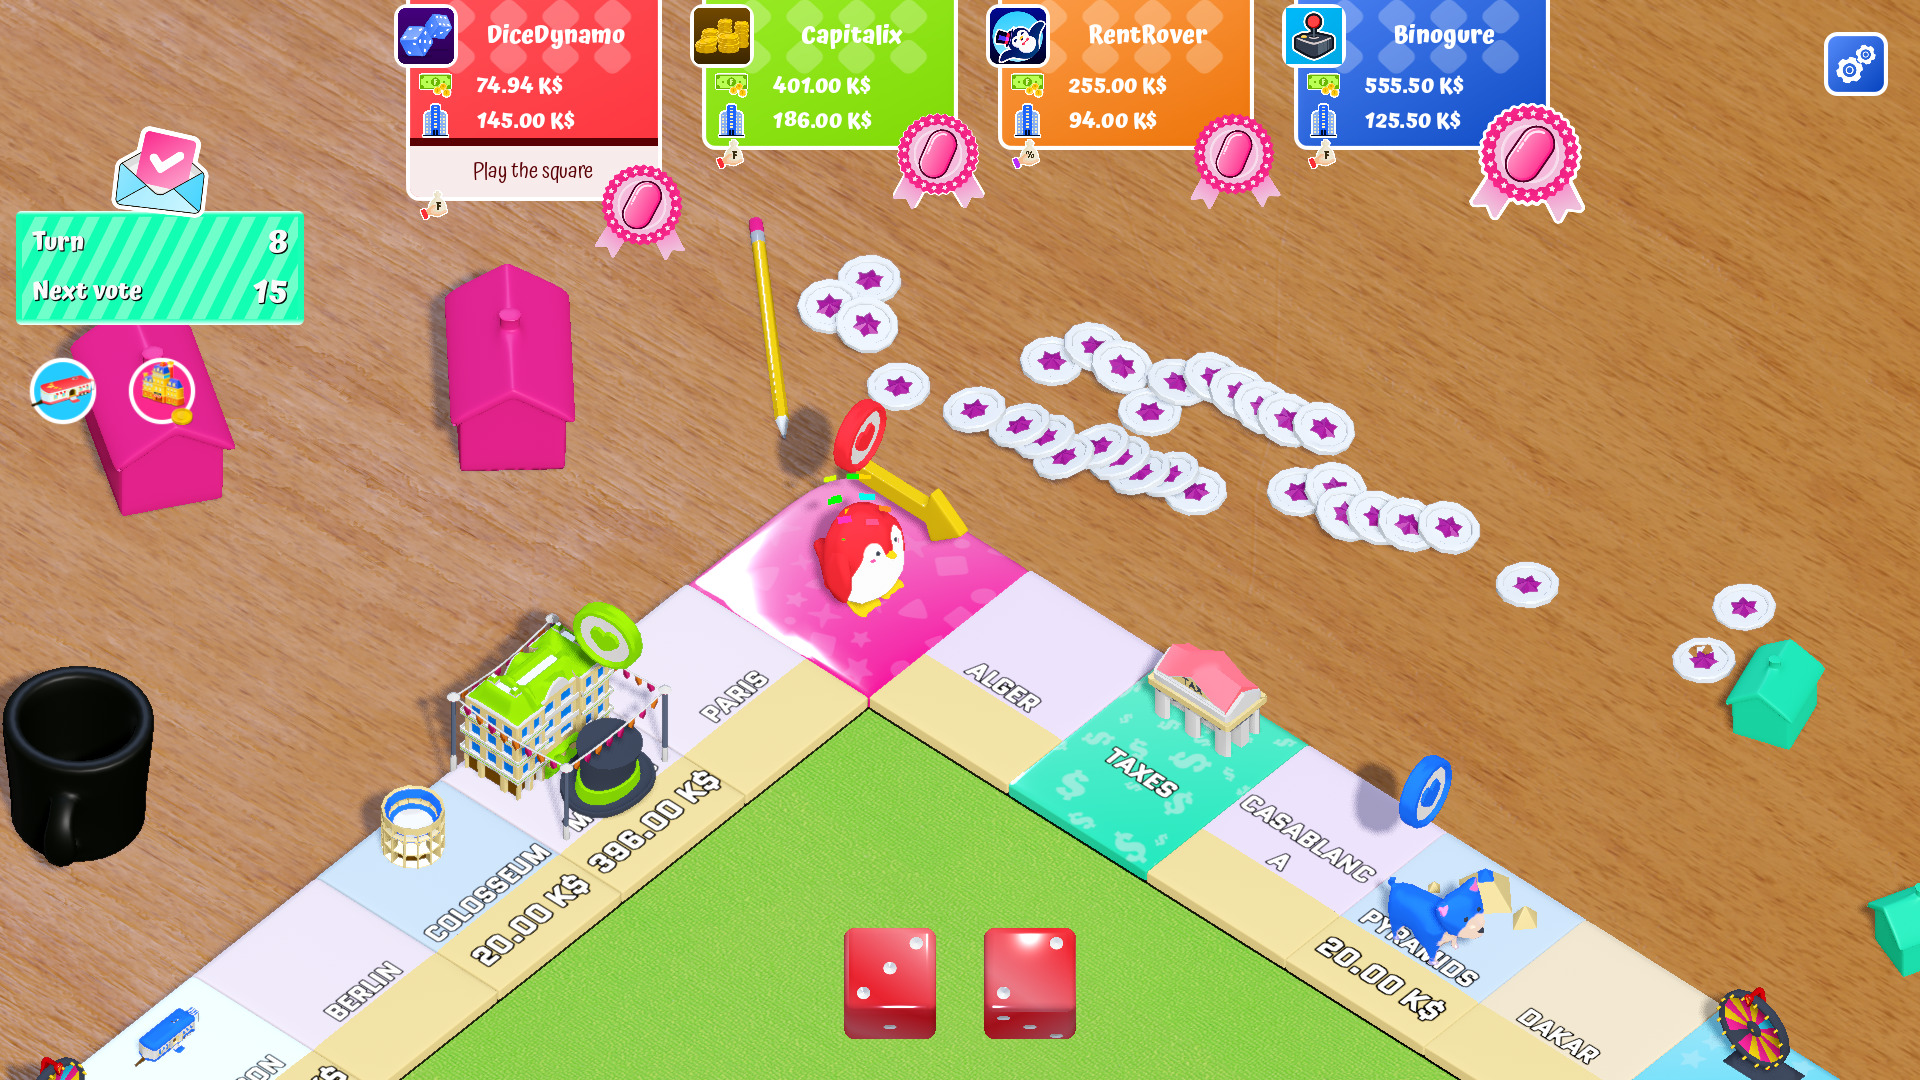 DiceDynamo
74.94 K$
145.00 K$
Play the square
Capitalix
401.00 K$
186.00 K$
RentRover
255.00 K$
94.00 K$
Binogure
555.50 K$
125.50 K$
Turn 8
Next vote 15
PARIS
396.00 K$
COLOSSEUM
20.00 K$
BERLIN
ALGER
TAXES
CASABLANC
A
PYRAMIDS
20.00 K$
DAKAR